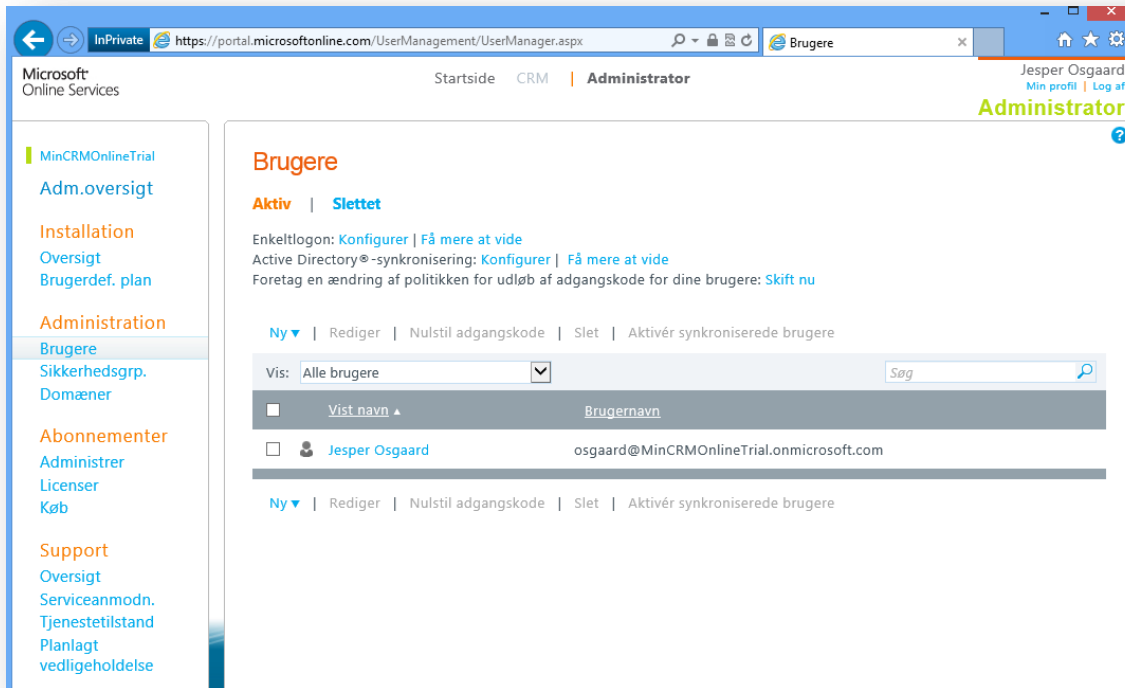 InPrivate https://portal.microsoftonline.com/UserManagement/UserManager.aspx Brugere
Microsoft
Online Services
Startside CRM | Administrator
Jesper Osgaard
Min profil | Log af
Administrator
MinCRMOnlineTrial
Adm.oversigt
Installation
Oversigt
Brugerdef. plan
Administration
Brugere
Sikkerhedsgrp.
Domæner
Abonnementer
Administrer
Licenser
Køb
Support
Oversigt
Serviceanmodn.
Tjenestetilstand
Planlagt
vedligeholdelse
Brugere
Aktiv | Slettet
Enkeltlogon: Konfigurer | Få mere at vide
Active Directory®-synkronisering: Konfigurer | Få mere at vide
Foretag en ændring af politikken for udløb af adgangskode for dine brugere: Skift nu
Ny | Rediger | Nulstil adgangskode | Slet | Aktivér synkroniserede brugere
Vis: Alle brugere Søg
Vist navn Brugernavn
Jesper Osgaard osgaard@MinCRMOnlineTrial.onmicrosoft.com
Ny | Rediger | Nulstil adgangskode | Slet | Aktivér synkroniserede brugere